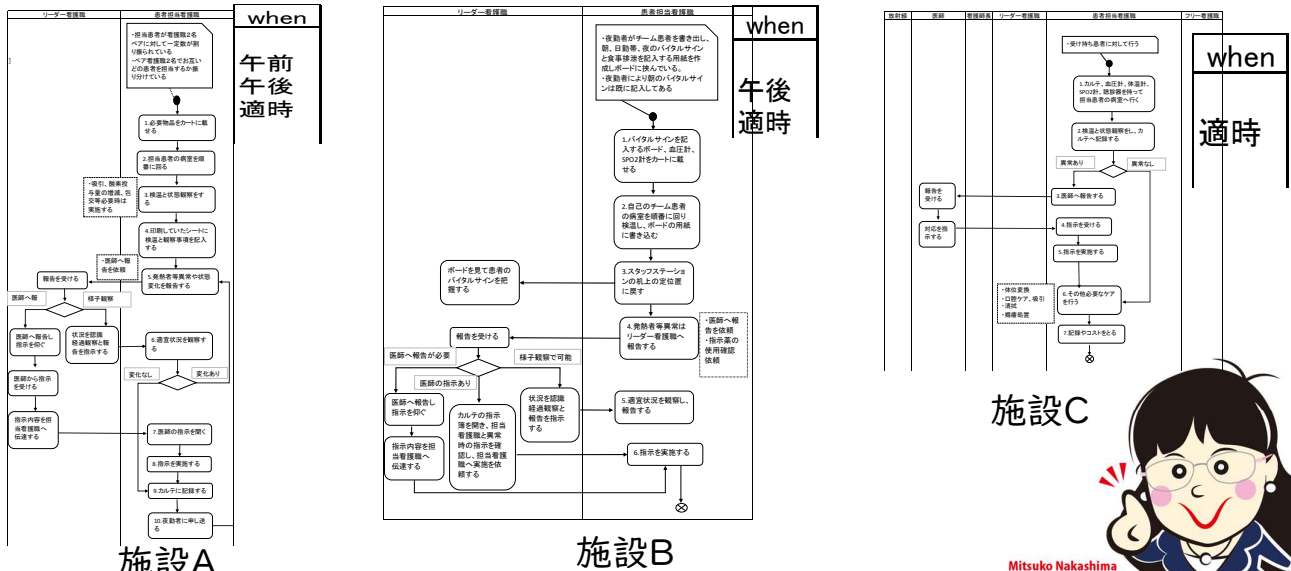 リーダー看護職
患者担当看護職
when
午前
午後
適時
・担当患者が看護職2名
ペアに対して一定数が割
り振られている
・ペア看護職2名でお互い
どの患者を担当するか振
り分けている
1.必要物品をカートに載
せる
2.担当患者の病室を順
番に回る
・吸引、酸素投
与量の増減、包
交等必要時は
実施する
3.検温と状態観察をす
る
4.印刷していたシートに
検温と観察事項を記入
する
・医師へ報
告を依頼
5.発熱者等異常や状態
変化を報告する
報告を受ける
医師へ報
様子観察
医師へ報告し
指示を仰ぐ
状況を認識
経過観察と報
告を指示する
6.適宜状況を観察す
る
変化なし
変化あり
医師から指示
を受ける
指示内容を担
当看護職へ
伝達する
7.医師の指示を聞く
8.指示を実施する
9.カルテに記録する
10.夜勤者に申し送
る
施設A
リーダー看護職
患者担当看護職
when
午後
適時
・夜勤者がチーム患者を書き出し、
朝、日勤帯、夜のバイタルサイン
と食事排泄を記入する用紙を作
成しボードに挟んでいる。
・夜勤者により朝のバイタルサイ
ンは既に記入してある
1.バイタルサインを記
入するボード、血圧計、
SPO2計をカートに載
せる
2.自己のチーム患者
の病室を順番に回り
検温し、ボードの用紙
に書き込む
ボードを見て患者の
バイタルサインを把
握する
3.スタッフステーショ
ンの机上の定位置
に戻す
4.発熱者等異常は
リーダー看護職へ
報告する
・医師へ報
告を依頼
・指示薬の
使用確認
依頼
報告を受ける
医師へ報告が必要
様子観察で可能
医師の指示あり
医師へ報告し
指示を仰ぐ
カルテの指示
簿を開き、担当
看護職と異常
時の指示を確
認し、担当看護
職へ実施を依
頼する
状況を認識
経過観察と
報告を指示
する
5.適宜状況を観察し、
報告する
指示内容を担
当看護職へ
伝達する
6.指示を実施する
施設B
放射線
医師
看護師長
リーダー看護職
患者担当看護職
フリー看護職
when
適時
・受け持ち患者に対して行う
1.カルテ、血圧計、体温計、
SPO2計、聴診器を持って
担当患者の病室へ行く
2.検温と状態観察をし、カ
ルテへ記録する
異常あり
異常なし
報告を
受ける
3.医師へ報告する
対応を指
示する
4.指示を受ける
5.指示を実施する
・体位変換
・口腔ケア、吸引
・清拭
・褥瘡処置
6.その他必要なケア
を行う
7.記録やコストをとる
施設C
Mitsuko Nakashima